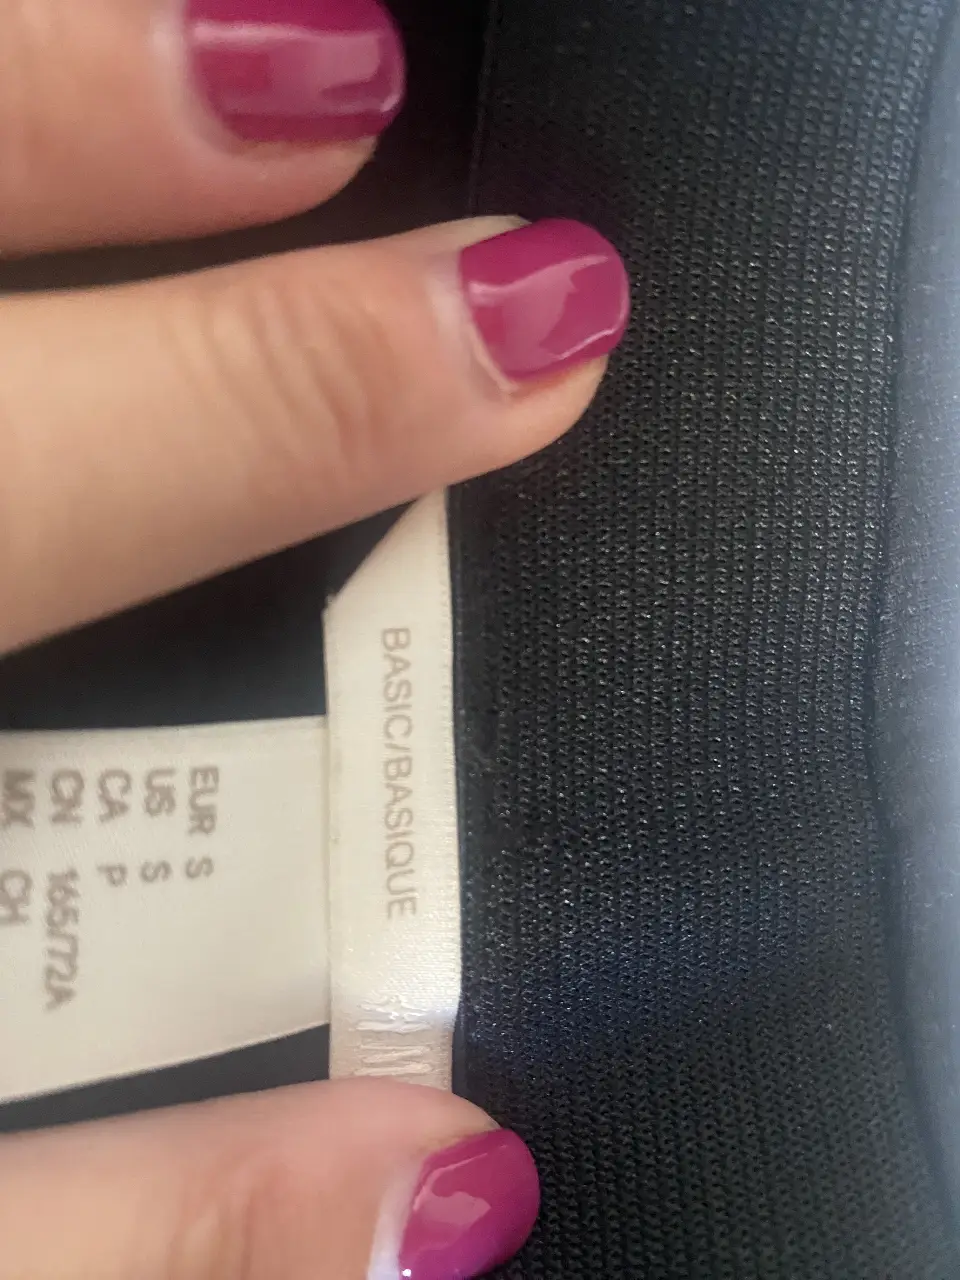 BASIC/BASIQUE
EUR S
US S
CA P
CN 165/72A
MX CH